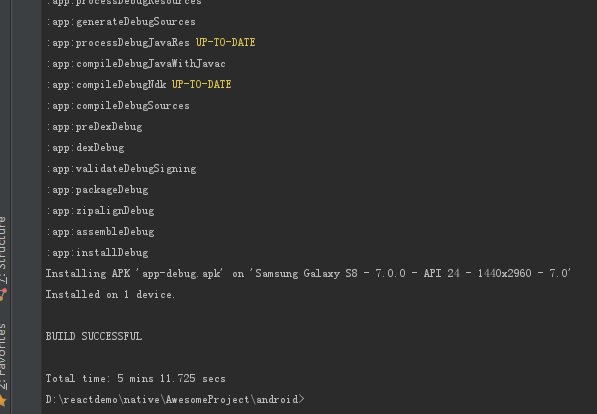 :app:processDebugResources
:app:generateDebugSources
:app:processDebugJavaRes UP-TO-DATE
:app:compileDebugJavaWithJavac
:app:compileDebugNdk UP-TO-DATE
:app:compileDebugSources
:app:preDexDebug
:app:dexDebug
:app:validateDebugSigning
:app:packageDebug
:app:zipalignDebug
:app:assembleDebug
:app:installDebug
Installing APK 'app-debug.apk' on 'Samsung Galaxy S8 - 7.0.0 - API 24 - 1440x2960 - 7.0'
Installed on 1 device.
BUILD SUCCESSFUL
Total time: 5 mins 11.725 secs
D:\reactdemo\native\AwesomeProject\android>
Z: Structure
2: Favorites